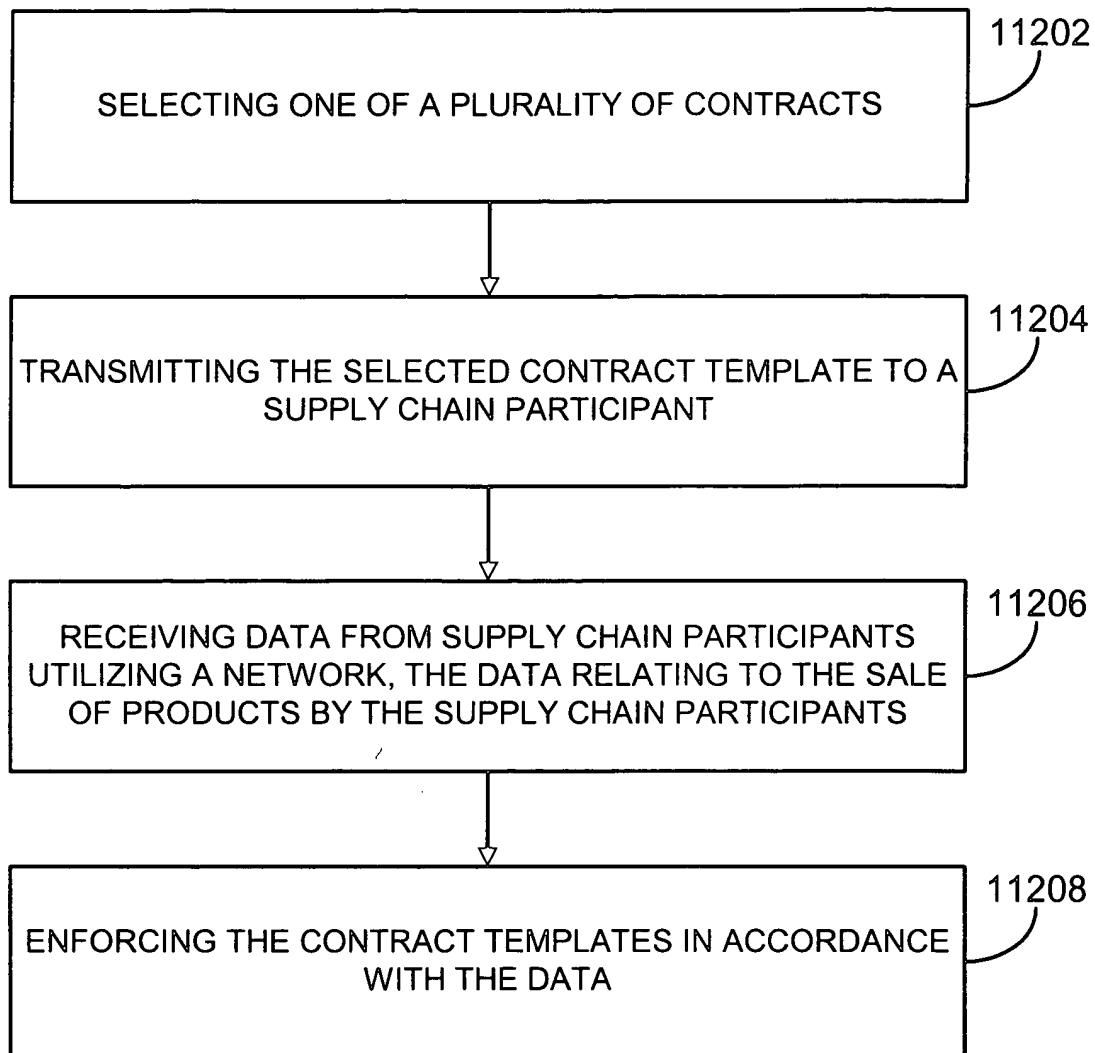 11202
SELECTING ONE OF A PLURALITY OF CONTRACTS
11204
TRANSMITTING THE SELECTED CONTRACT TEMPLATE TO A
SUPPLY CHAIN PARTICIPANT
11206
RECEIVING DATA FROM SUPPLY CHAIN PARTICIPANTS
UTILIZING A NETWORK, THE DATA RELATING TO THE SALE
OF PRODUCTS BY THE SUPPLY CHAIN PARTICIPANTS
11208
ENFORCING THE CONTRACT TEMPLATES IN ACCORDANCE
WITH THE DATA